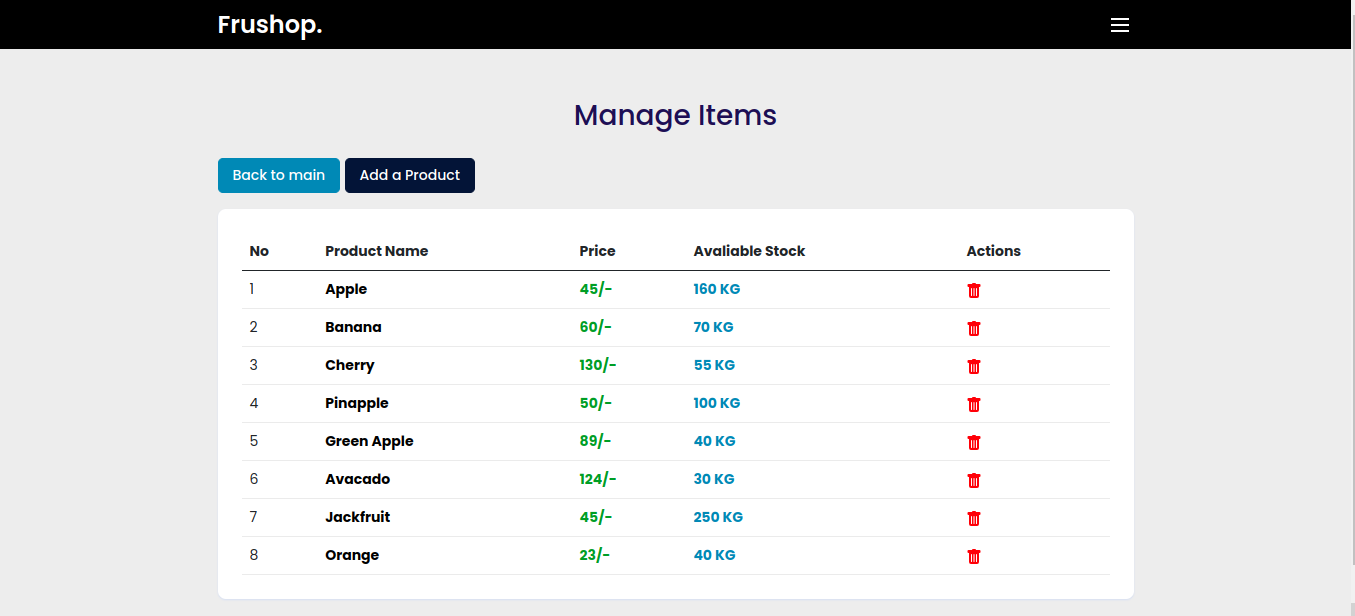 Frushop.
Manage Items
Back to main Add a Product
No Product Name Price Avaliable Stock Actions
1 Apple 45/- 160 KG
2 Banana 60/- 70 KG
3 Cherry 130/- 55 KG
4 Pinapple 50/- 100 KG
5 Green Apple 89/- 40 KG
6 Avacado 124/- 30 KG
7 Jackfruit 45/- 250 KG
8 Orange 23/- 40 KG